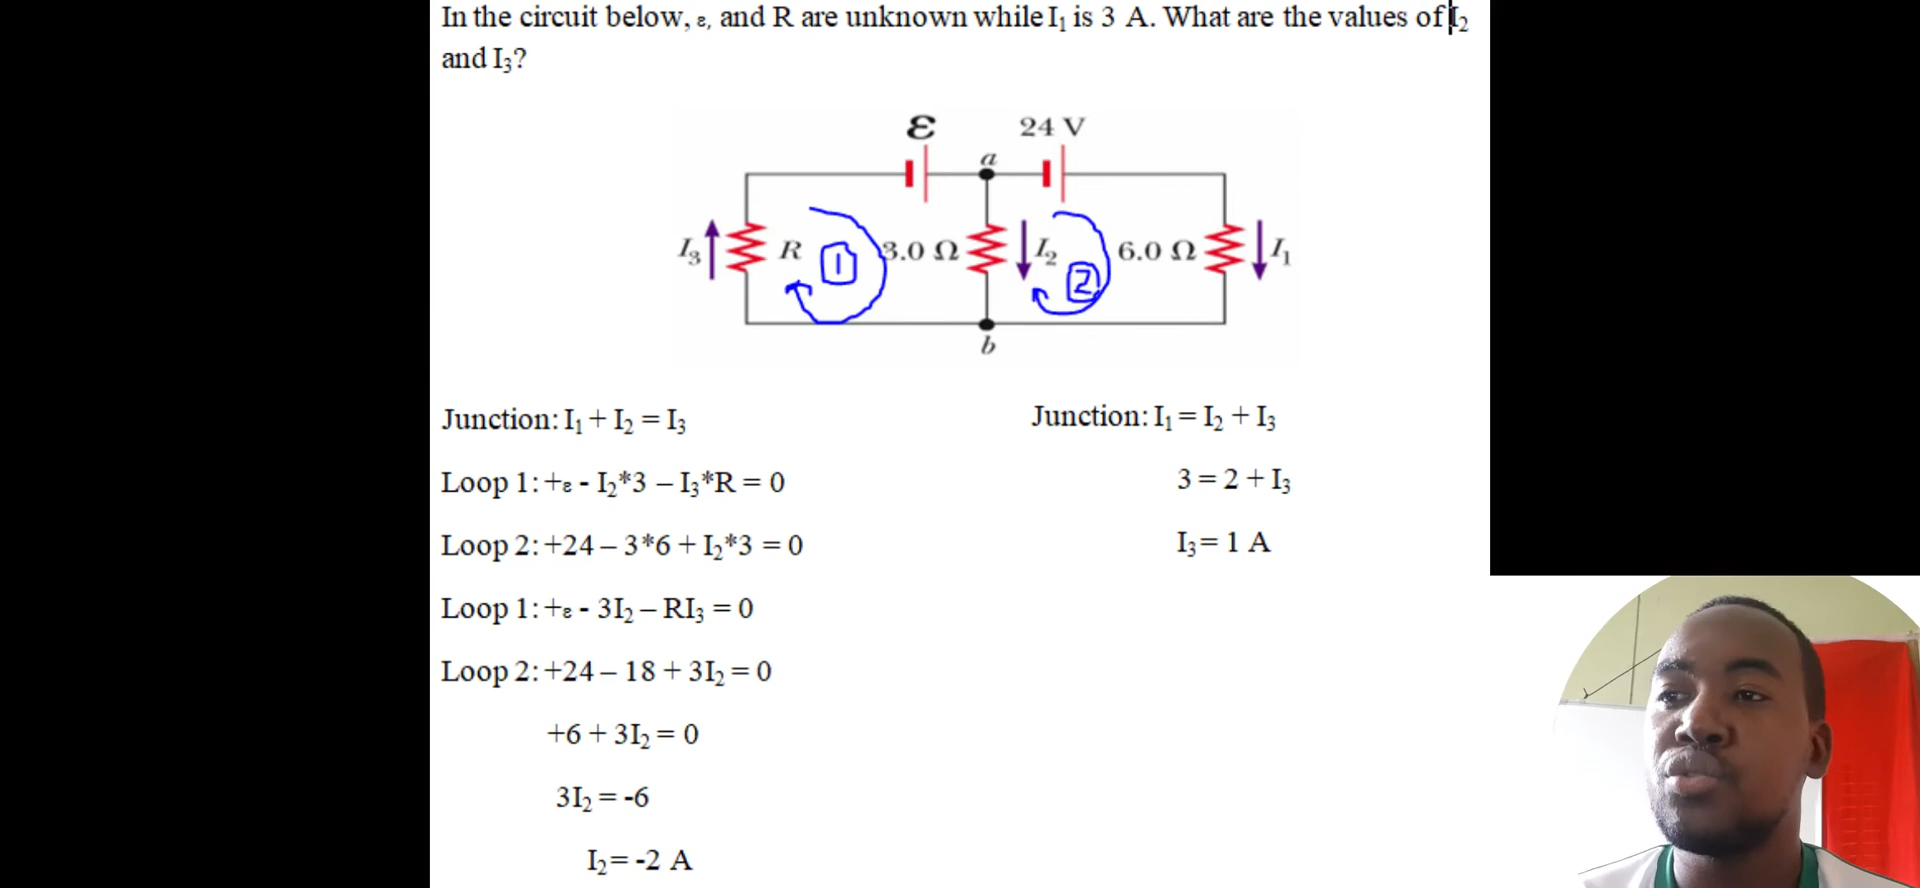 In the circuit below, ε, and R are unknown while I₁ is 3 A. What are the values of I₂
and I₃?
ε
24 V
a
I₃
R
1
3.0 Ω
I₂
2
6.0 Ω
I₁
b
Junction: I₁ + I₂ = I₃
Loop 1: +ε - I₂*3 – I₃*R = 0
Loop 2: +24 – 3*6 + I₂*3 = 0
Loop 1: +ε - 3I₂ – RI₃ = 0
Loop 2: +24 – 18 + 3I₂ = 0
+6 + 3I₂ = 0
3I₂ = -6
I₂ = -2 A
Junction: I₁ = I₂ + I₃
3 = 2 + I₃
I₃ = 1 A